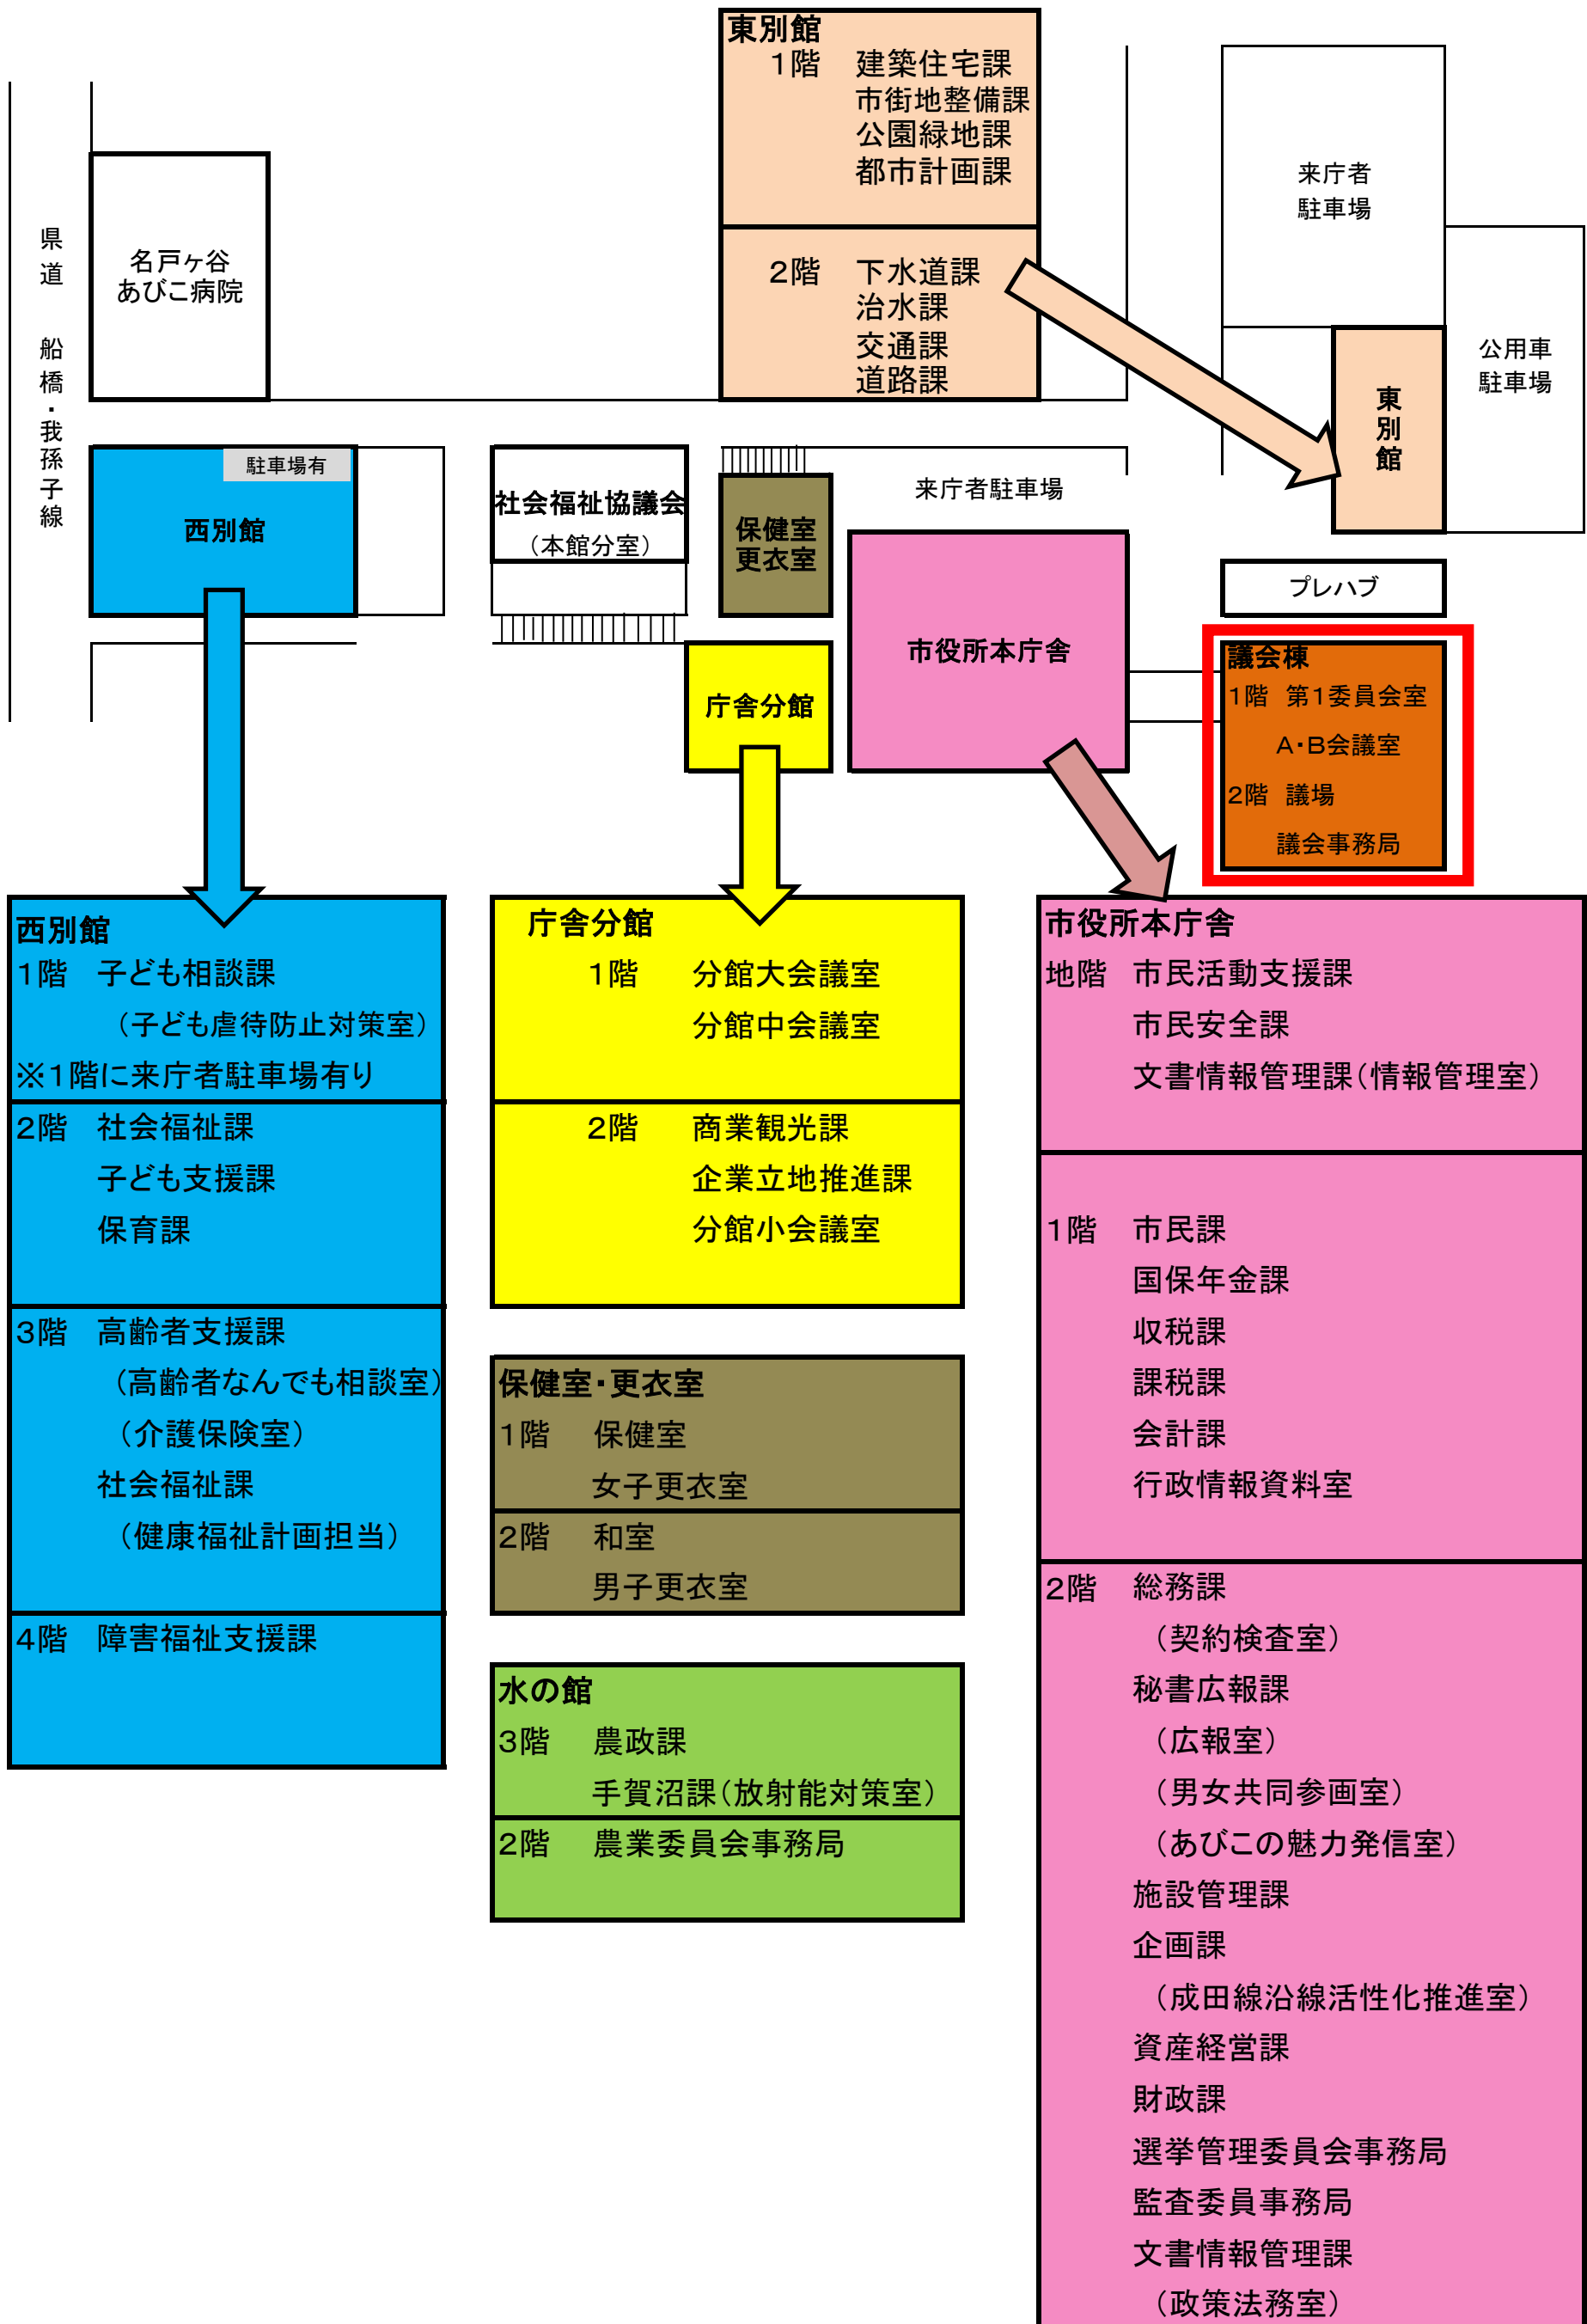 東別館
1階 建築住宅課
市街地整備課
公園緑地課
都市計画課
2階 下水道課
治水課
交通課
道路課
来庁者
駐車場
公用車
駐車場
東別館
県道 船橋・我孫子線
名戸ヶ谷
あびこ病院
駐車場有
西別館
社会福祉協議会
（本館分室）
保健室
更衣室
来庁者駐車場
市役所本庁舎
庁舎分館
プレハブ
議会棟
1階 第1委員会室
A・B会議室
2階 議場
議会事務局
西別館
1階 子ども相談課
（子ども虐待防止対策室）
※1階に来庁者駐車場有り
2階 社会福祉課
子ども支援課
保育課
3階 高齢者支援課
（高齢者なんでも相談室）
（介護保険室）
社会福祉課
（健康福祉計画担当）
4階 障害福祉支援課
庁舎分館
1階 分館大会議室
分館中会議室
2階 商業観光課
企業立地推進課
分館小会議室
保健室・更衣室
1階 保健室
女子更衣室
2階 和室
男子更衣室
水の館
3階 農政課
手賀沼課（放射能対策室）
2階 農業委員会事務局
市役所本庁舎
地階 市民活動支援課
市民安全課
文書情報管理課（情報管理室）
1階 市民課
国保年金課
収税課
課税課
会計課
行政情報資料室
2階 総務課
（契約検査室）
秘書広報課
（広報室）
（男女共同参画室）
（あびこの魅力発信室）
施設管理課
企画課
（成田線沿線活性化推進室）
資産経営課
財政課
選挙管理委員会事務局
監査委員事務局
文書情報管理課
（政策法務室）